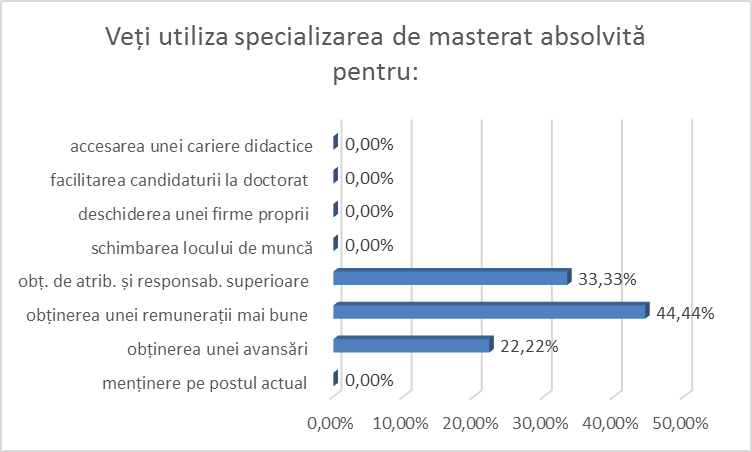 Veți utiliza specializarea de masterat absolvită
pentru:
accesarea unei cariere didactice 0,00%
facilitarea candidaturii la doctorat 0,00%
deschiderea unei firme proprii 0,00%
schimbarea locului de muncă 0,00%
obț. de atrib. și responsab. superioare 33,33%
obținerea unei remunerații mai bune 44,44%
obținerea unei avansări 22,22%
menținere pe postul actual 0,00%
0,00% 10,00% 20,00% 30,00% 40,00% 50,00%